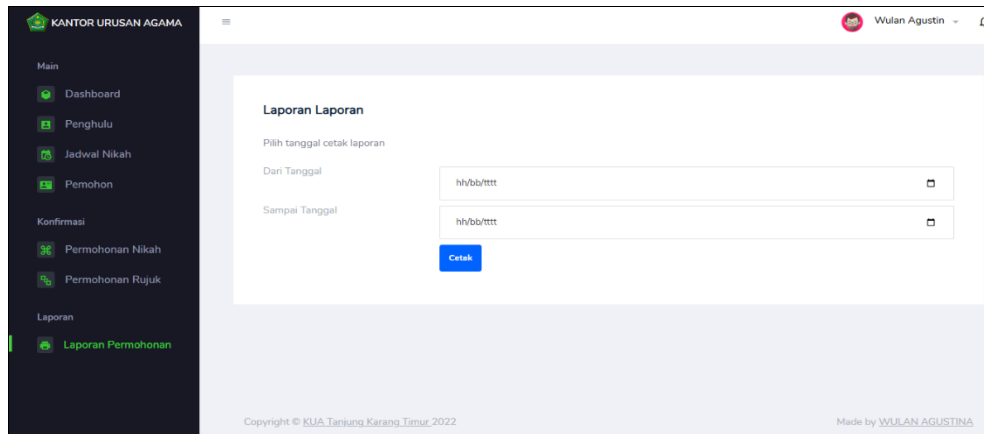 KANTOR URUSAN AGAMA
Wulan Agustin
Main
Dashboard
Penghulu
Jadwal Nikah
Pemohon
Konfirmasi
Permohonan Nikah
Permohonan Rujuk
Laporan
Laporan Permohonan
Laporan Laporan
Pilih tanggal cetak laporan
Dari Tanggal
hh/bb/tttt
Sampai Tanggal
hh/bb/tttt
Cetak
Copyright © KUA Tanjung Karang Timur 2022
Made by WULAN AGUSTINA